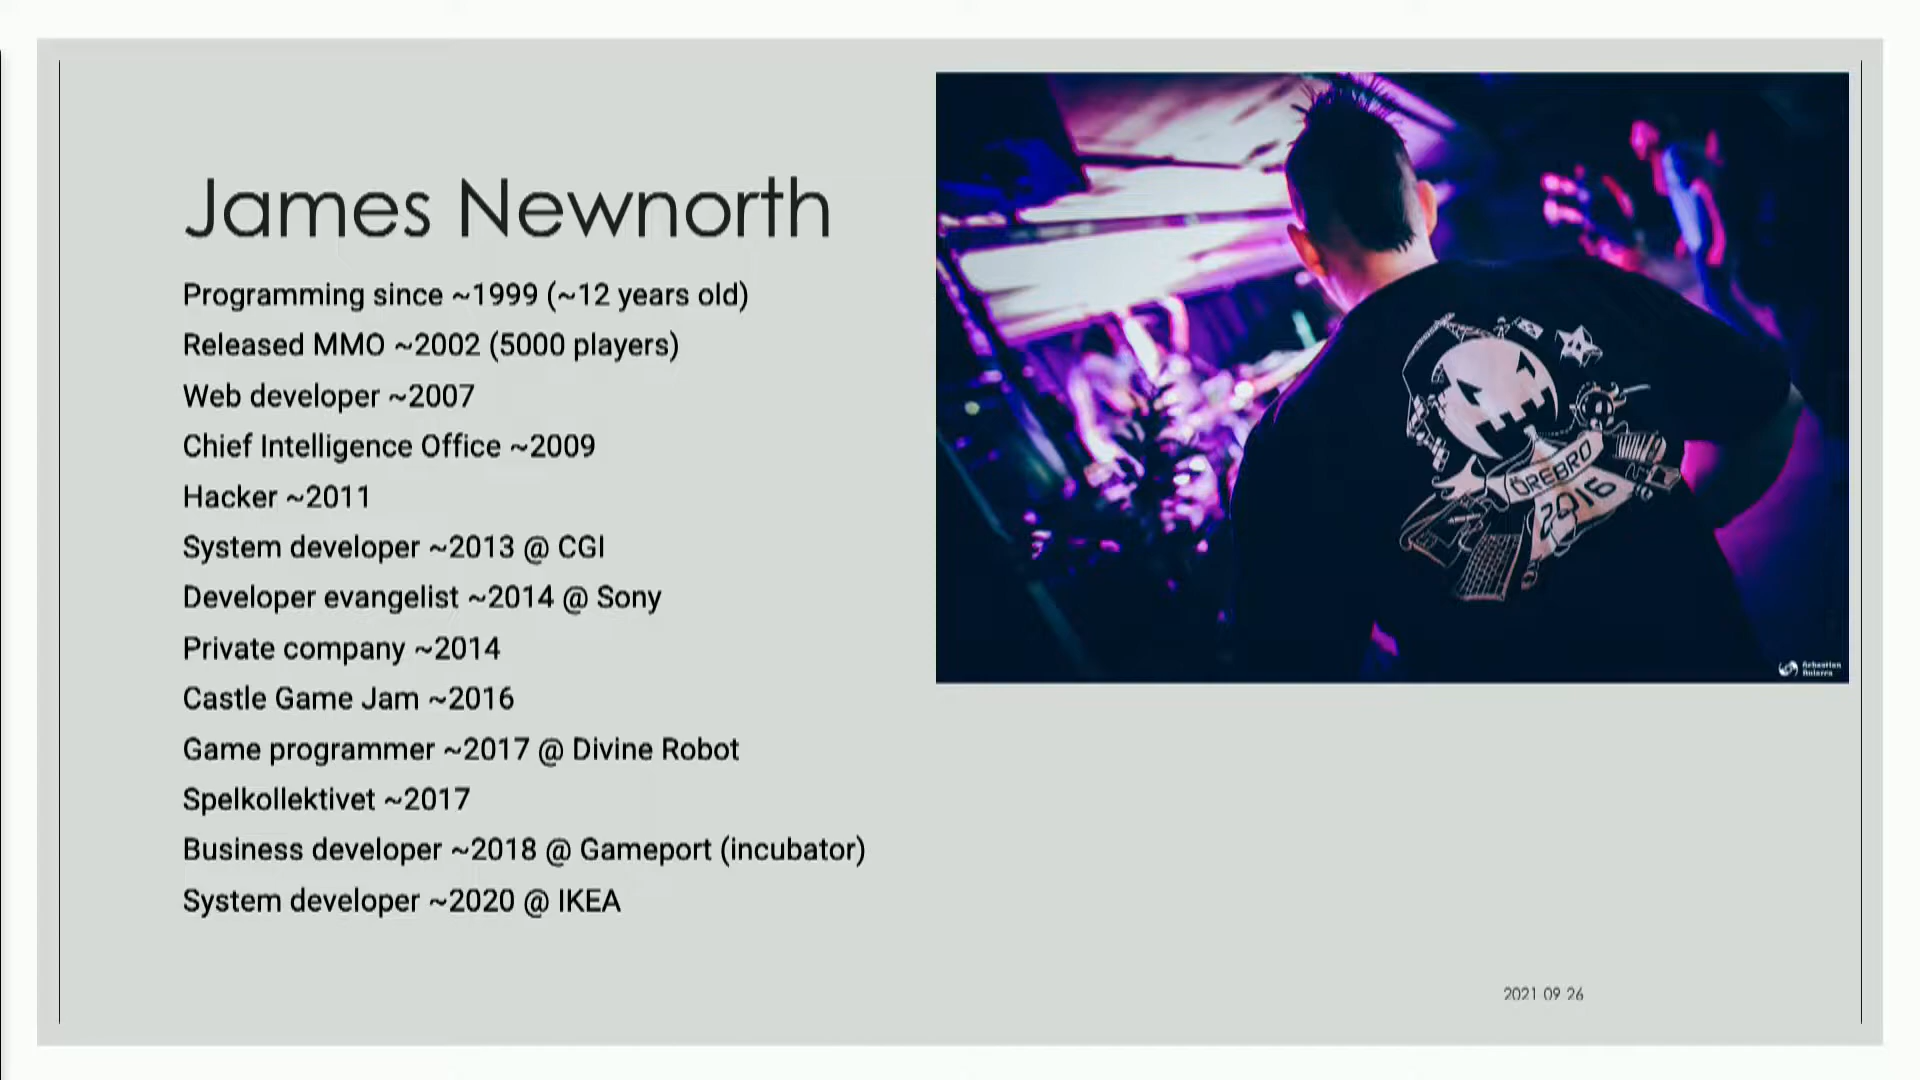 James Newnorth
Programming since ~1999 (~12 years old)
Released MMO ~2002 (5000 players)
Web developer ~2007
Chief Intelligence Office ~2009
Hacker ~2011
System developer ~2013 @ CGI
Developer evangelist ~2014 @ Sony
Private company ~2014
Castle Game Jam ~2016
Game programmer ~2017 @ Divine Robot
Spelkollektivet ~2017
Business developer ~2018 @ Gameport (incubator)
System developer ~2020 @ IKEA
ÖREBRO
2016
2021 09 26